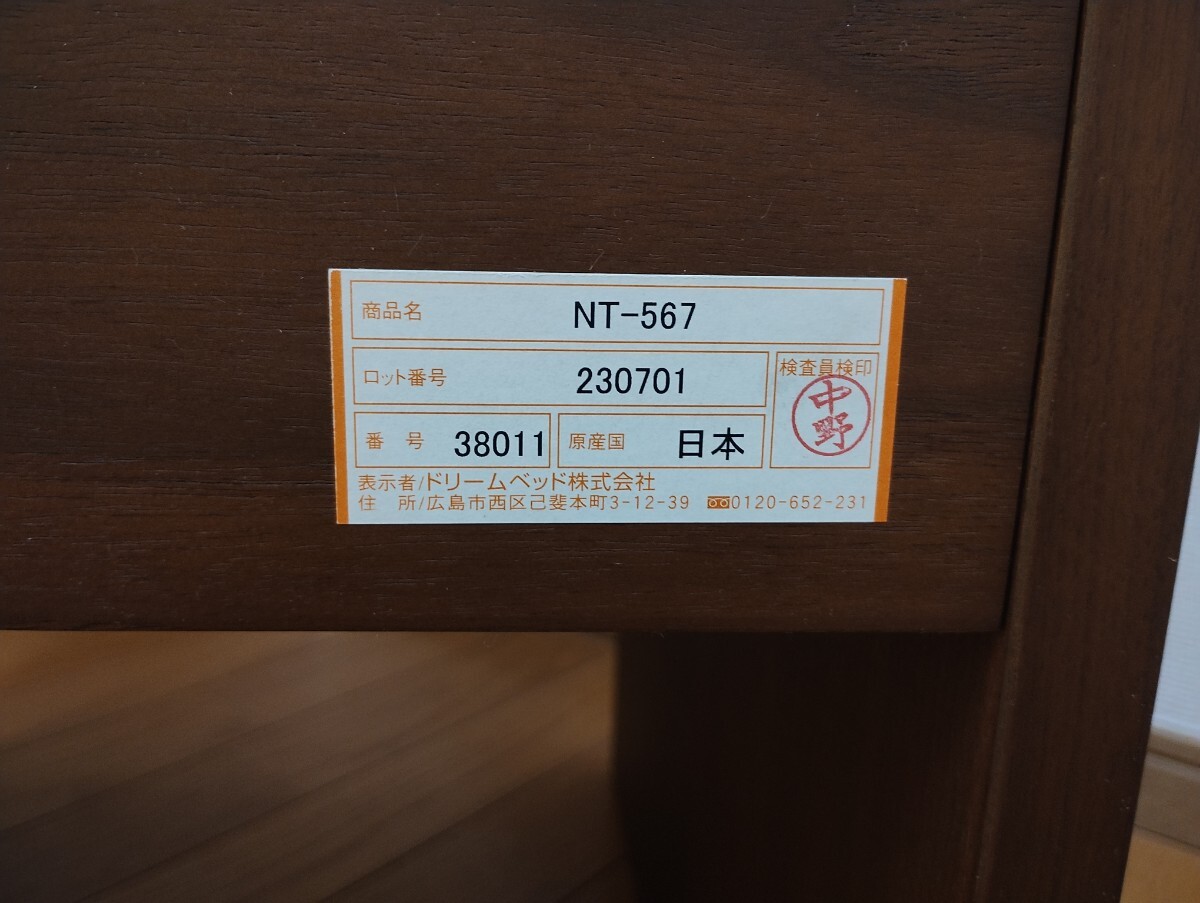 商品名 NT-567
ロット番号 230701
検査員検印
中野
番 号 38011 原産国 日本
表示者/ドリームベッド株式会社
住 所/広島市西区己斐本町3-12-39 0120-652-231